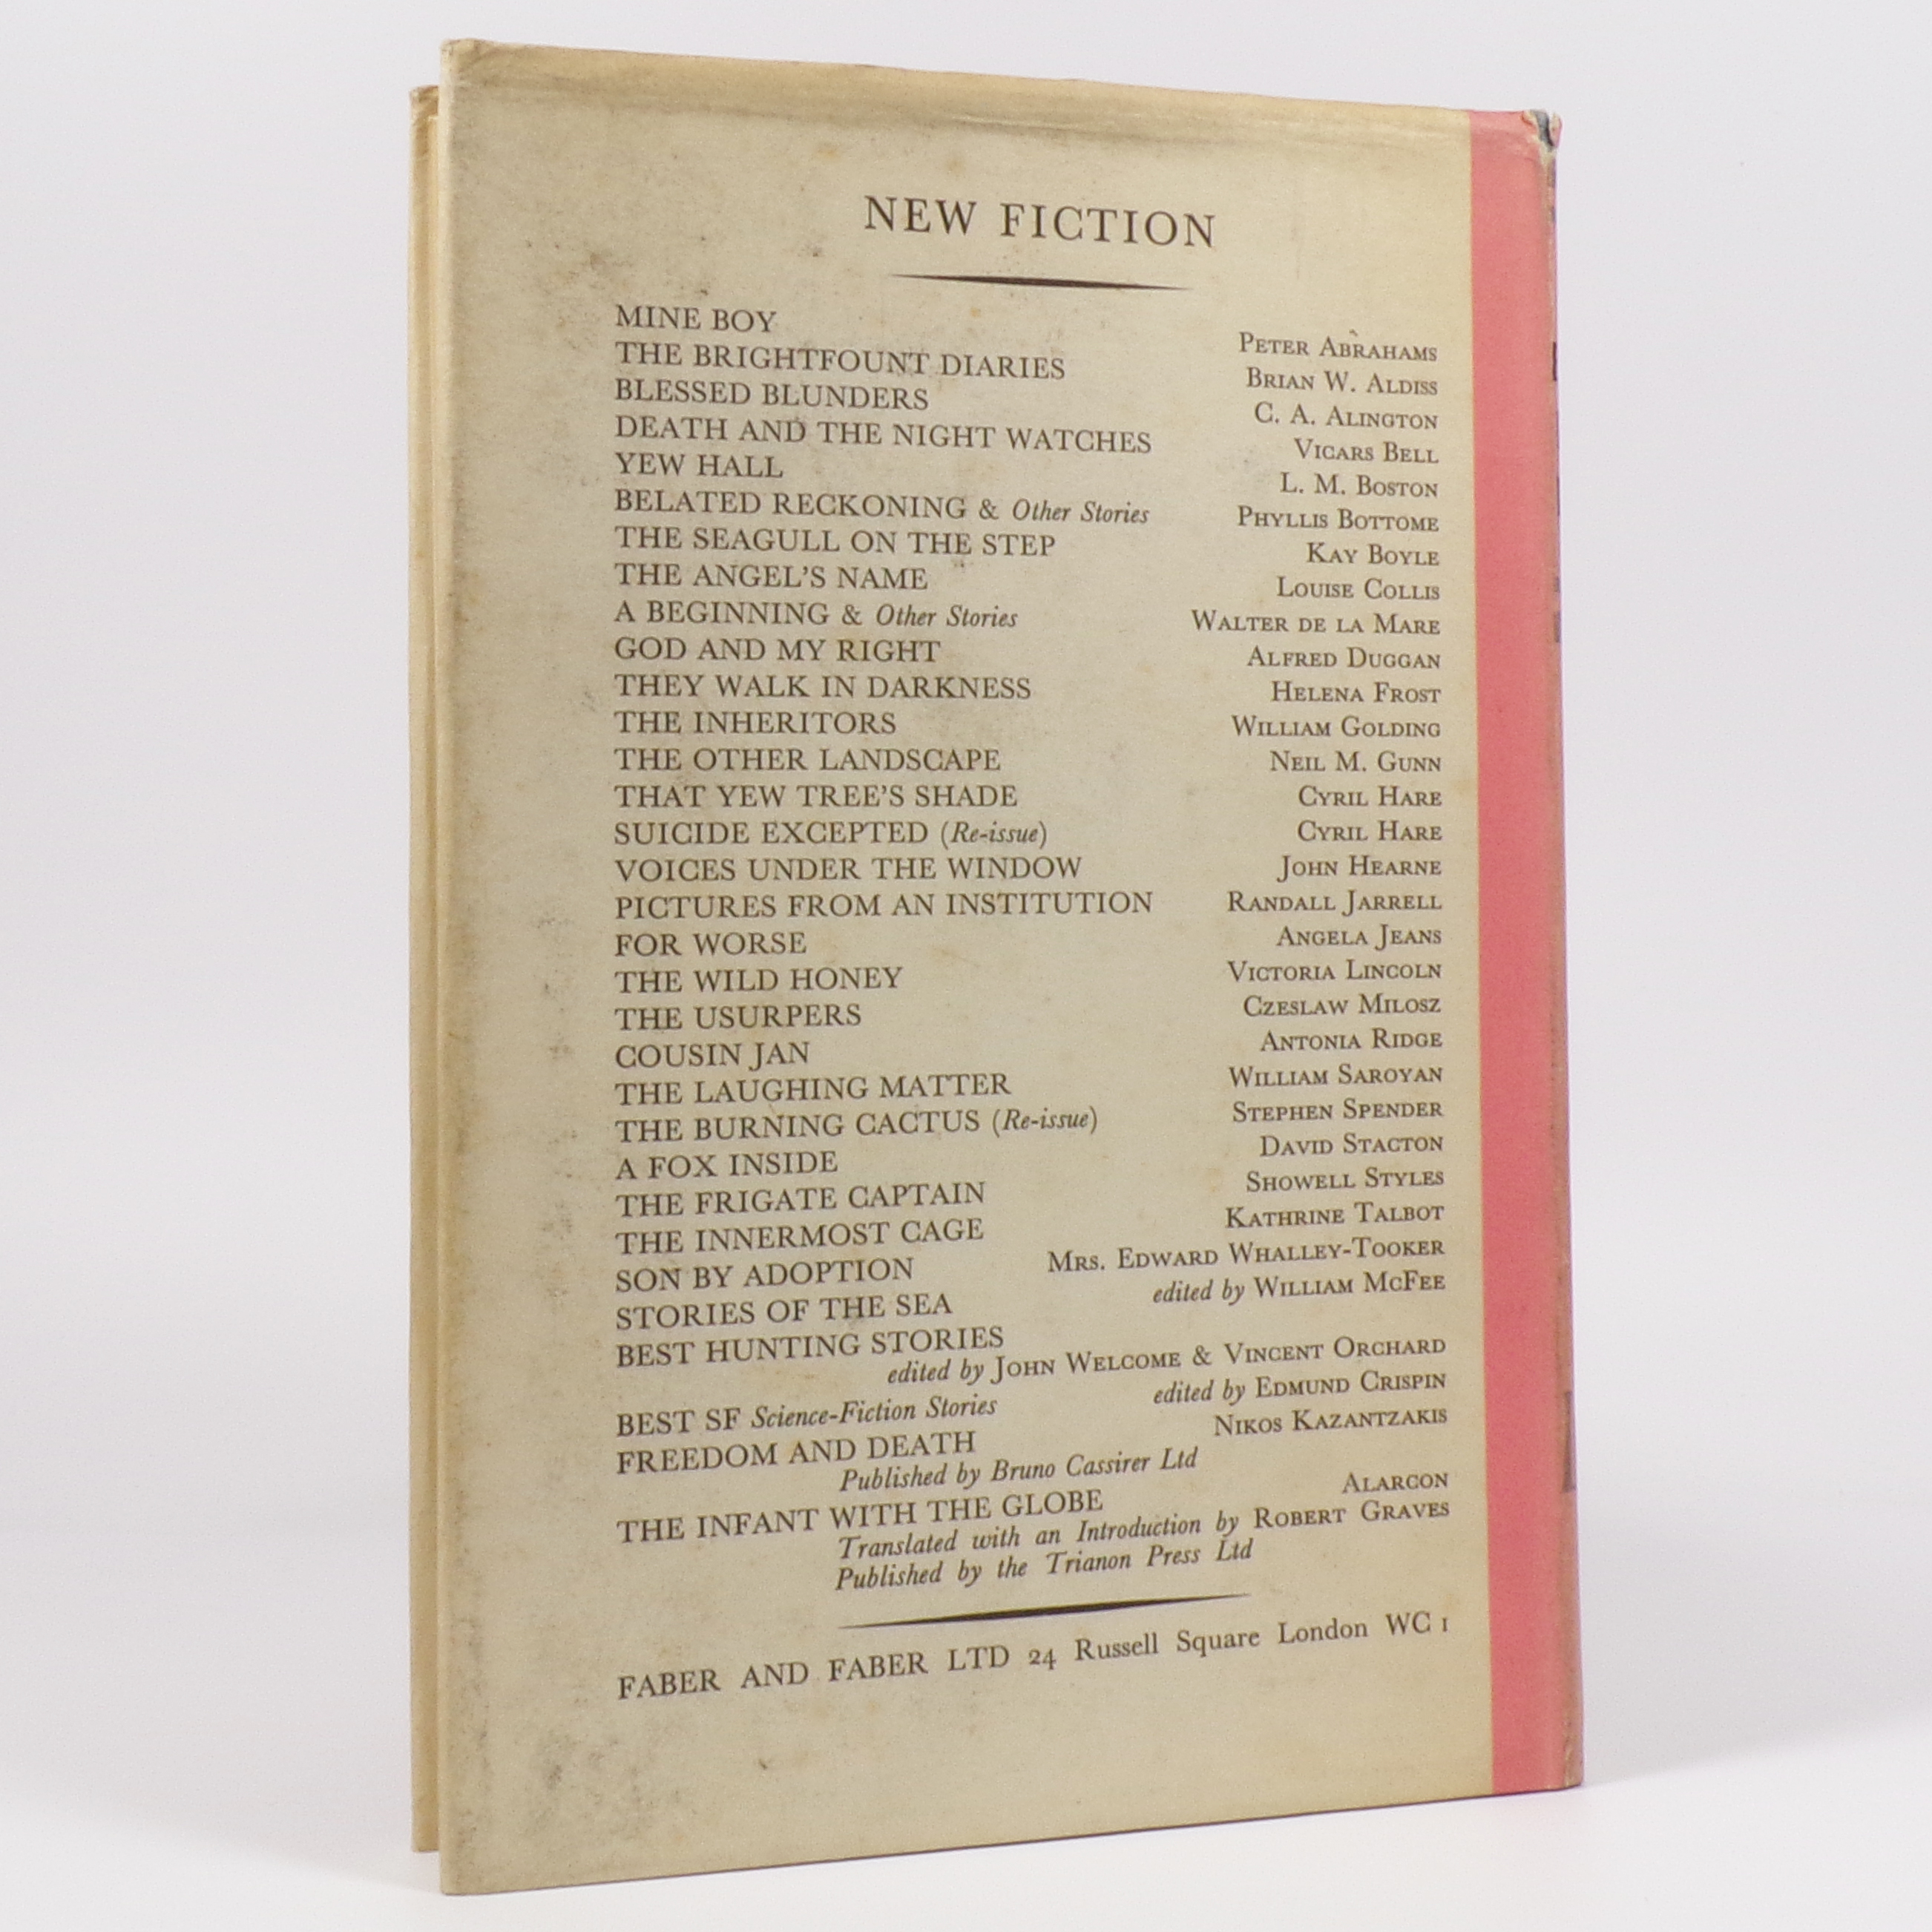 NEW FICTION
MINE BOY PETER ABRAHAMS
THE BRIGHTFOUNT DIARIES BRIAN W. ALDISS
BLESSED BLUNDERS C. A. ALINGTON
DEATH AND THE NIGHT WATCHES VICARS BELL
YEW HALL L. M. BOSTON
BELATED RECKONING & Other Stories PHYLLIS BOTTOME
THE SEAGULL ON THE STEP KAY BOYLE
THE ANGEL'S NAME LOUISE COLLIS
A BEGINNING & Other Stories WALTER DE LA MARE
GOD AND MY RIGHT ALFRED DUGGAN
THEY WALK IN DARKNESS HELENA FROST
THE INHERITORS WILLIAM GOLDING
THE OTHER LANDSCAPE NEIL M. GUNN
THAT YEW TREE'S SHADE CYRIL HARE
SUICIDE EXCEPTED (Re-issue) CYRIL HARE
VOICES UNDER THE WINDOW JOHN HEARNE
PICTURES FROM AN INSTITUTION RANDALL JARRELL
FOR WORSE ANGELA JEANS
THE WILD HONEY VICTORIA LINCOLN
THE USURPERS CZESLAW MILOSZ
COUSIN JAN ANTONIA RIDGE
THE LAUGHING MATTER WILLIAM SAROYAN
THE BURNING CACTUS (Re-issue) STEPHEN SPENDER
A FOX INSIDE DAVID STACTON
THE FRIGATE CAPTAIN SHOWELL STYLES
THE INNERMOST CAGE KATHRINE TALBOT
SON BY ADOPTION MRS. EDWARD WHALLEY-TOOKER
STORIES OF THE SEA edited by WILLIAM McFEE
BEST HUNTING STORIES
edited by JOHN WELCOME & VINCENT ORCHARD
BEST SF Science-Fiction Stories edited by EDMUND CRISPIN
FREEDOM AND DEATH NIKOS KAZANTZAKIS
Published by Bruno Cassirer Ltd
THE INFANT WITH THE GLOBE ALARCON
Translated with an Introduction by ROBERT GRAVES
Published by the Trianon Press Ltd
FABER AND FABER LTD 24 Russell Square London WC 1